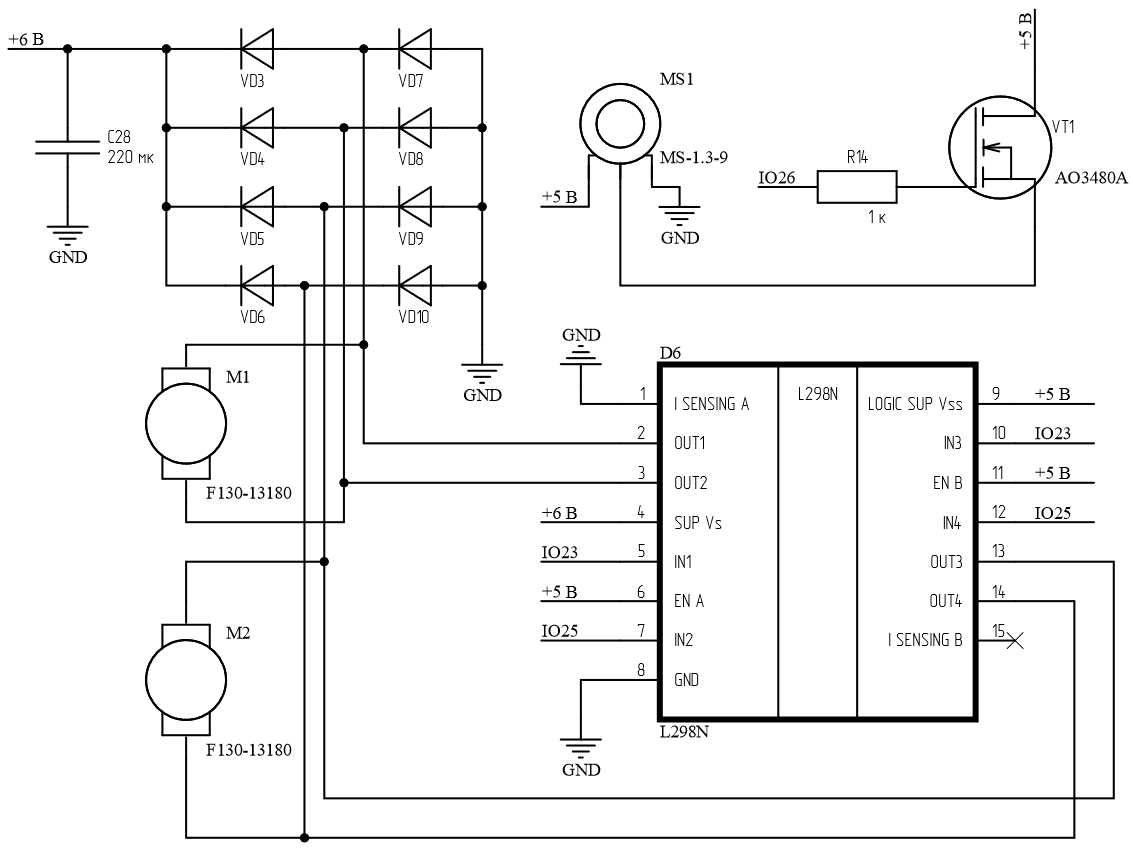 +6 В
C28
220 мк
GND
VD3
VD7
VD4
VD8
VD5
VD9
VD6
VD10
GND
MS1
MS-1.3-9
+5 В
GND
+5 В
VT1
AO3480A
IO26
R14
1 к
M1
F130-13180
M2
F130-13180
GND
D6
L298N
1 I SENSING A
2 OUT1
3 OUT2
+6 В 4 SUP Vs
IO23 5 IN1
+5 В 6 EN A
IO25 7 IN2
8 GND
GND
LOGIC SUP Vss 9 +5 В
IN3 10 IO23
EN B 11 +5 В
IN4 12 IO25
OUT3 13
OUT4 14
I SENSING B 15
L298N